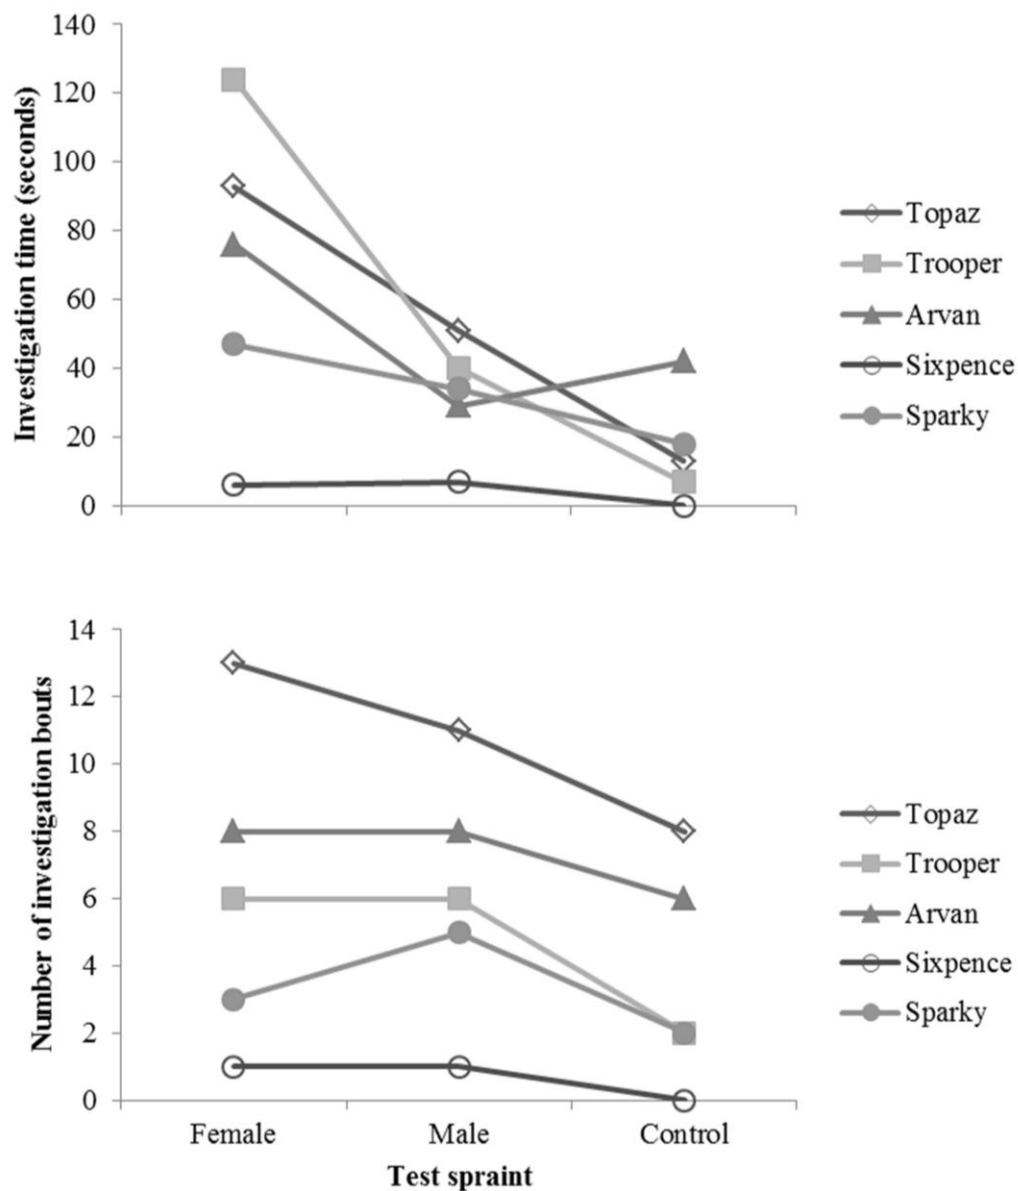 Investigation time (seconds)
140
120
100
80
60
40
20
0
Topaz
Trooper
Arvan
Sixpence
Sparky
Number of investigation bouts
14
12
10
8
6
4
2
0
Topaz
Trooper
Arvan
Sixpence
Sparky
Female Male Control
Test spraint